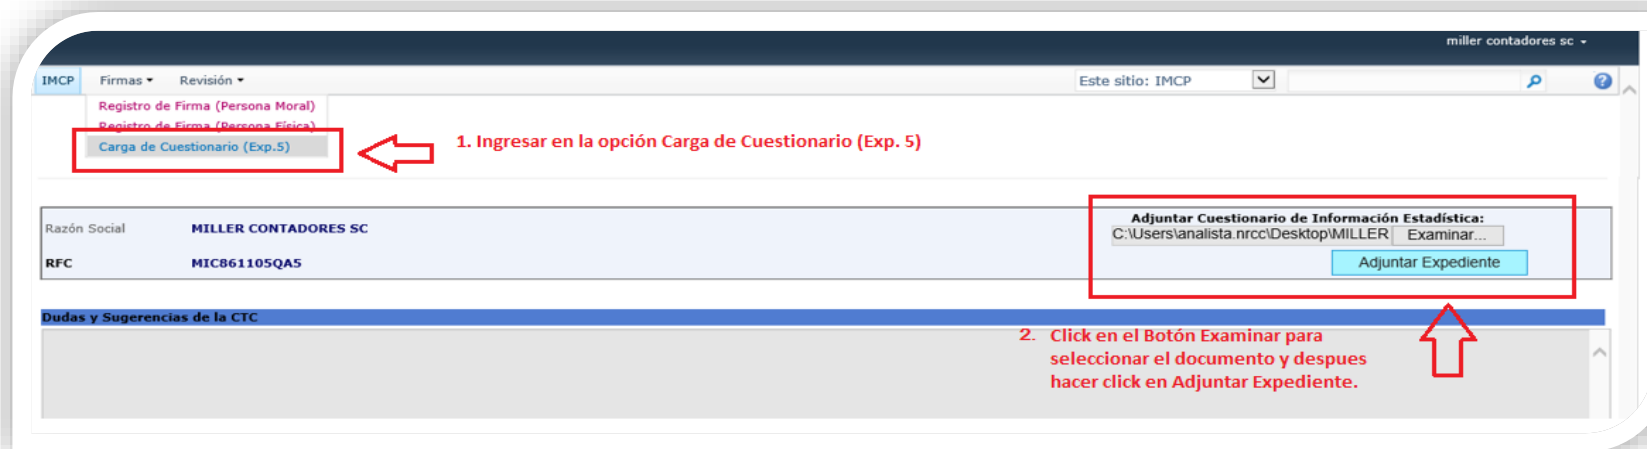 miller contadores sc
IMCP Firmas Revisión Este sitio: IMCP
Registro de Firma (Persona Moral)
Registro de Firma (Persona Física)
Carga de Cuestionario (Exp.5)
1. Ingresar en la opción Carga de Cuestionario (Exp. 5)
Adjuntar Cuestionario de Información Estadística:
Razón Social MILLER CONTADORES SC
C:\Users\analista.nrcc\Desktop\MILLER Examinar...
RFC MIC861105QA5
Adjuntar Expediente
Dudas y Sugerencias de la CTC
2. Click en el Botón Examinar para
seleccionar el documento y despues
hacer click en Adjuntar Expediente.